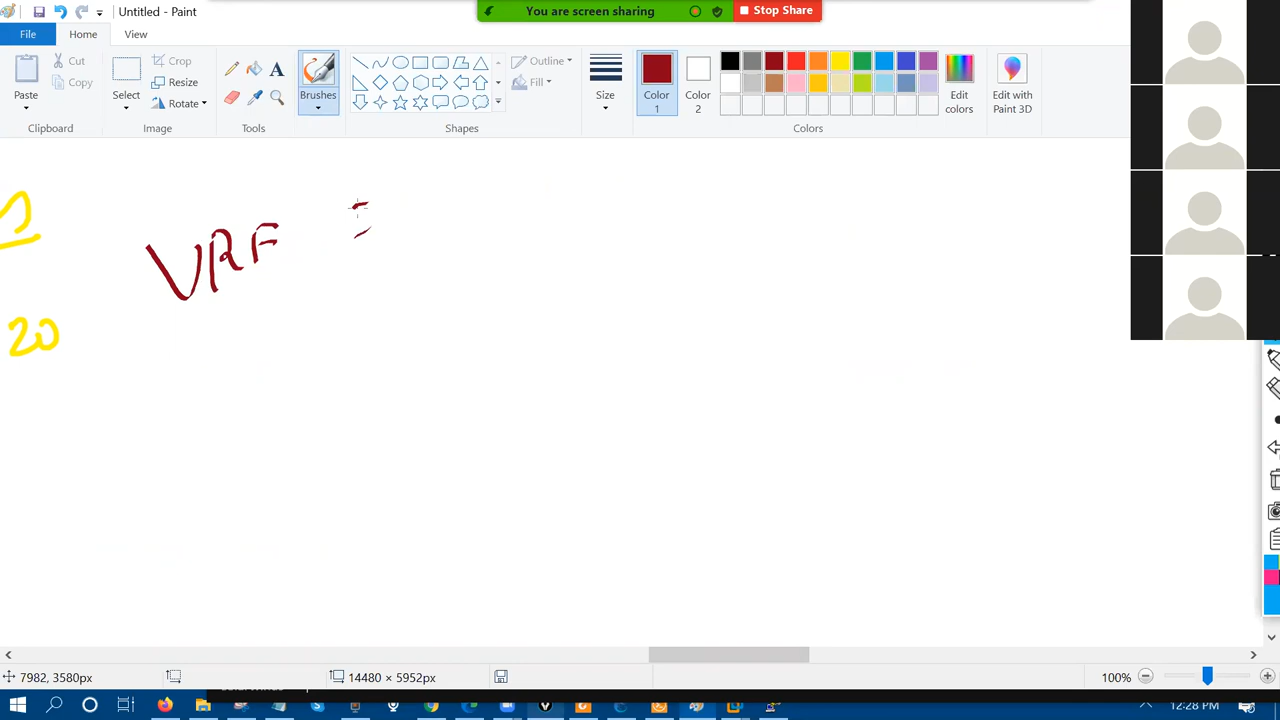 Untitled - Paint
You are screen sharing
Stop Share
File
Home
View
Paste
Cut
Copy
Clipboard
Select
Crop
Resize
Rotate
Image
Tools
Brushes
Shapes
Outline
Fill
Size
Color 1
Color 2
Edit colors
Edit with Paint 3D
Colors
VRF =
20
7982, 3580px
14480 × 5952px
100%
12:28 PM